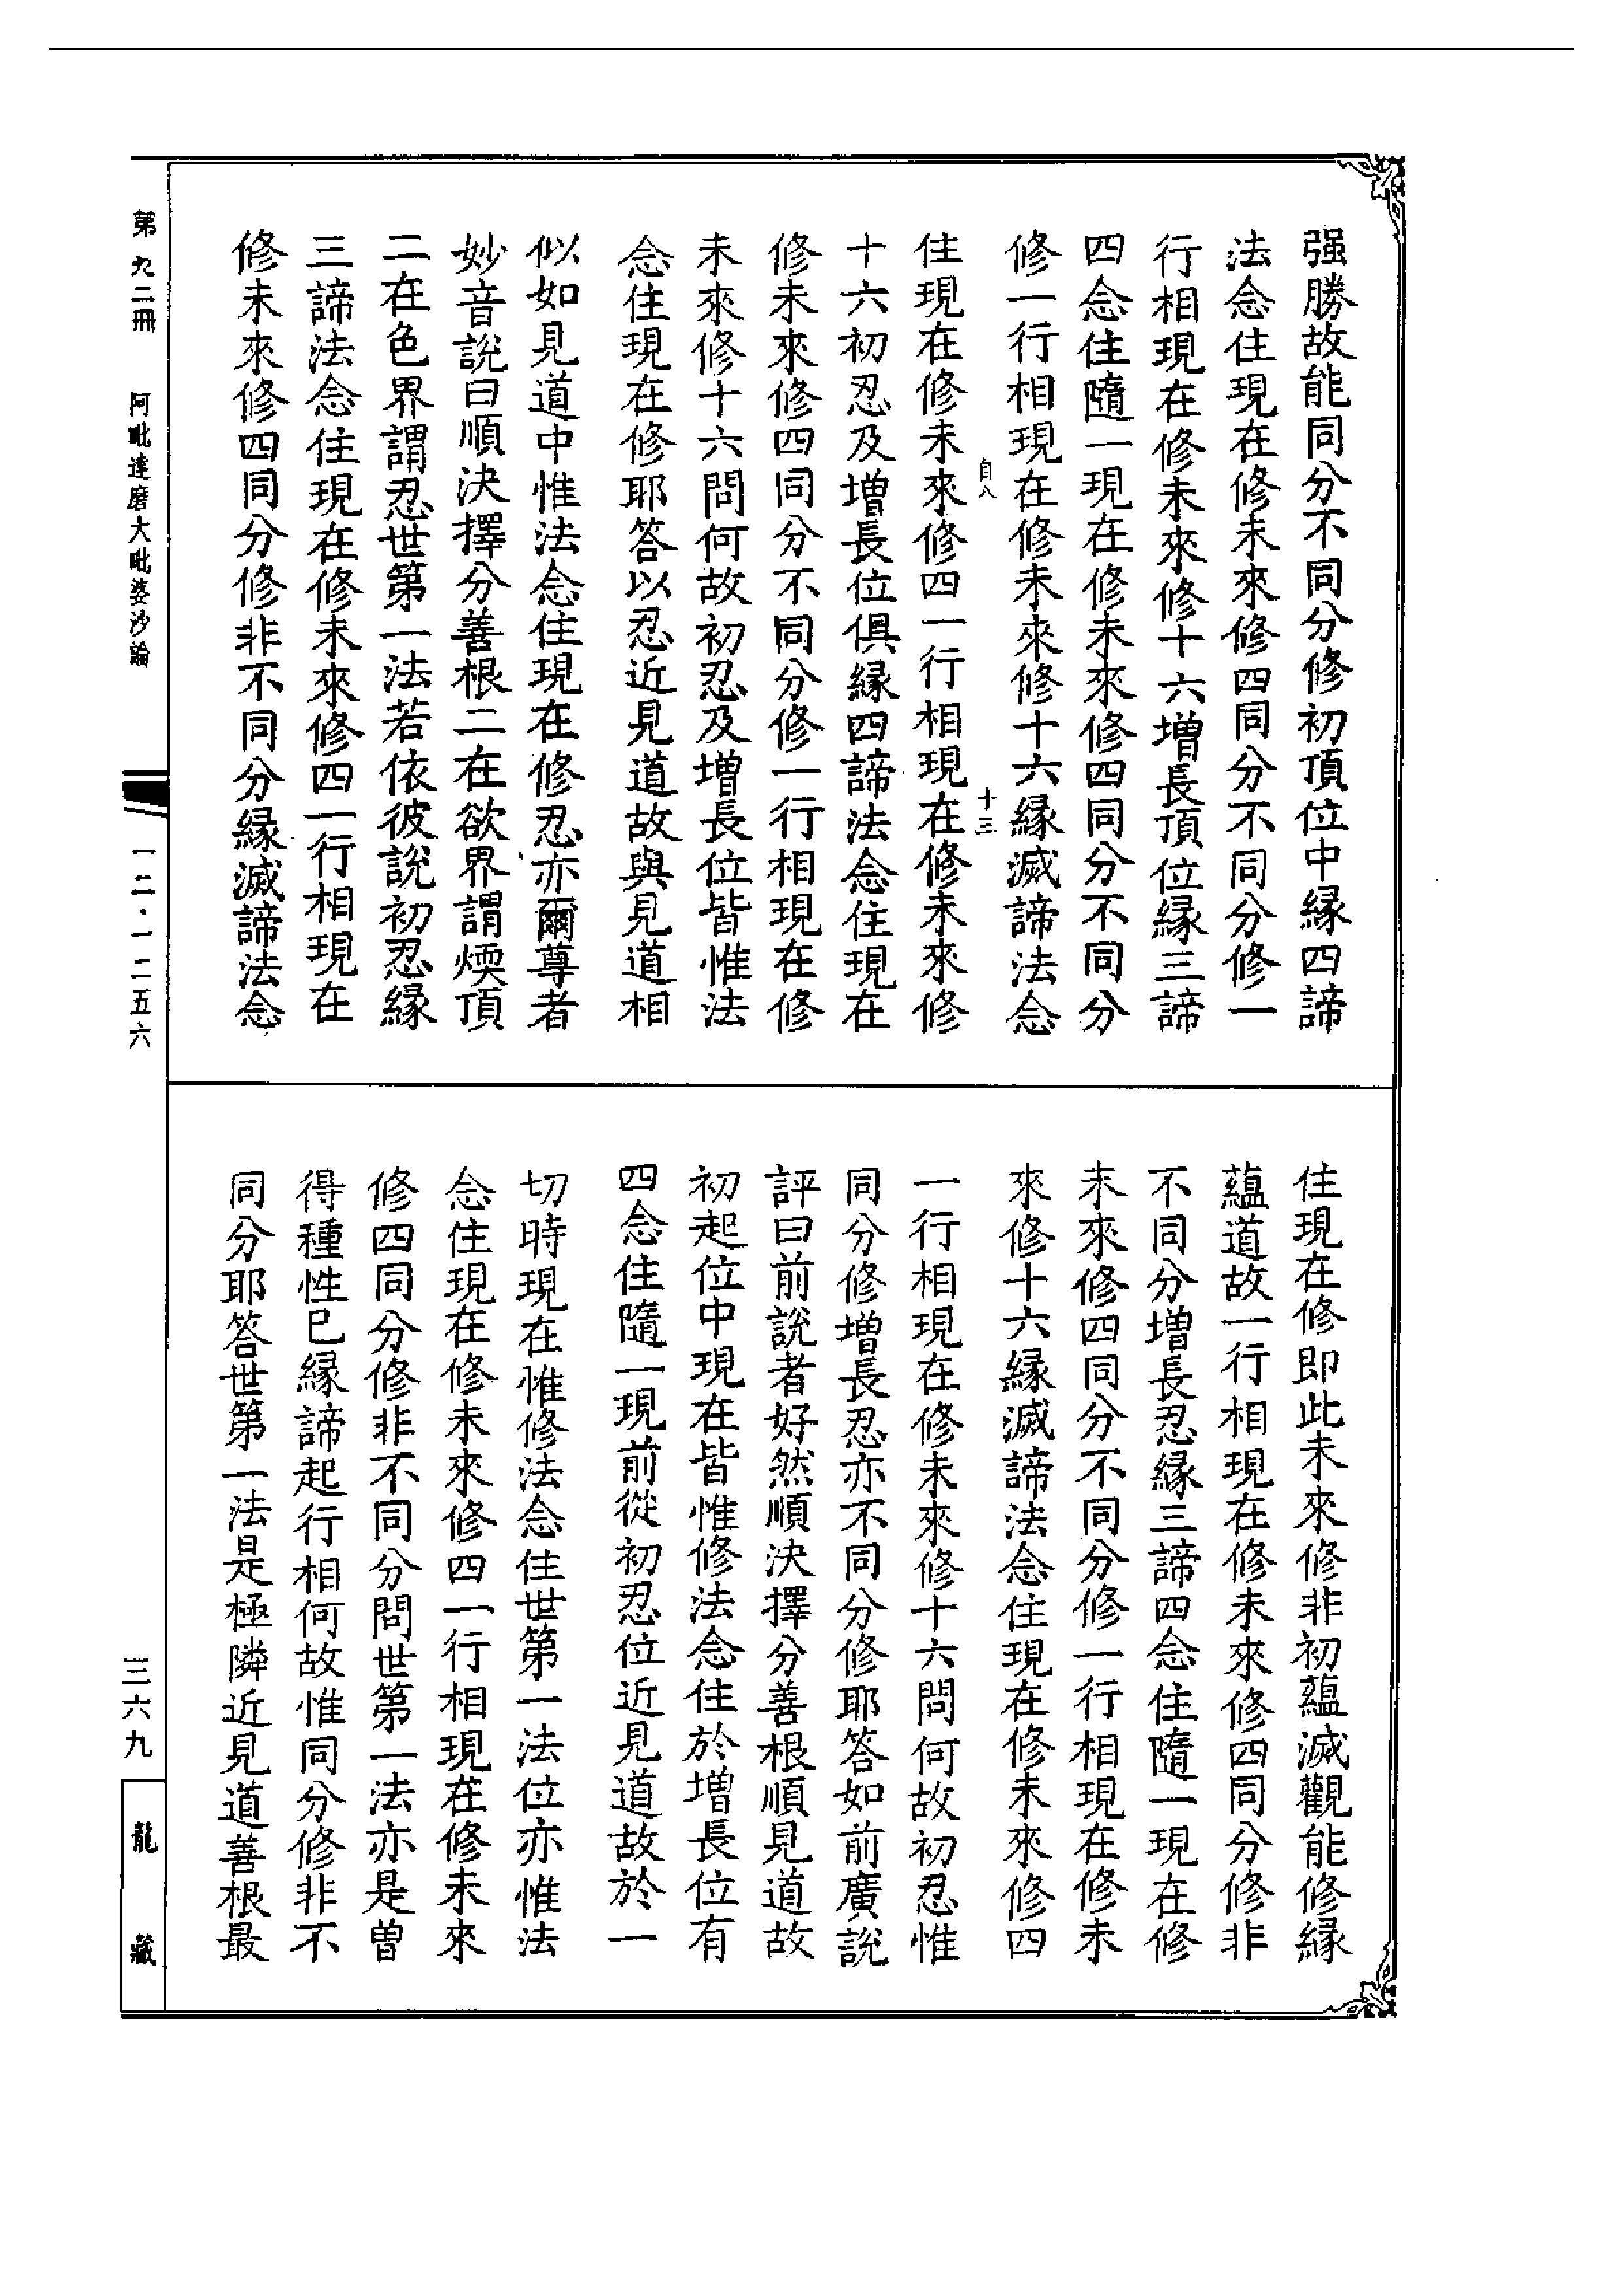 强勝故能同分不同分修初頂位中緣四諦
法念住現在修未來修四同分不同分修一
行相現在修未來修十六增長頂位緣三諦
四念住隨一現在修未來修四同分不同分
修一行相現在修未來修十六緣滅諦法念
自八
十三
住現在修未來修四一行相現在修未來修
十六初忍及增長位俱緣四諦法念住現在
修未來修四同分不同分修一行相現在修
未來修十六問何故初忍及增長位皆惟法
念住現在修耶答以忍近見道故與見道相
似如見道中惟法念住現在修忍亦爾尊者
妙音說曰順決擇分善根二在欲界謂煖頂
二在色界謂忍世第一法若依彼說初忍緣
三諦法念住現在修未來修四一行相現在
修未來修四同分修非不同分緣滅諦法念
住現在修即此未來修非初蘊滅觀能修緣
蘊道故一行相現在修未來修四同分修非
不同分增長忍緣三諦四念住隨一現在修
未來修四同分不同分修一行相現在修未
來修十六緣滅諦法念住現在修未來修四
一行相現在修未來修十六問何故初忍惟
同分修增長忍亦不同分修耶答如前廣說
評曰前說者好然順決擇分善根順見道故
初起位中現在皆惟修法念住於增長位有
四念住隨一現前從初忍位近見道故於一
切時現在惟修法念住世第一法位亦惟法
念住現在修未來修四一行相現在修未來
修四同分修非不同分問世第一法亦是曾
得種性已緣諦起行相何故惟同分修非不
同分耶答世第一法是極隣近見道善根最
第九二冊
阿毗達磨大毗婆沙論
一二·一二五六
三六九
龍藏